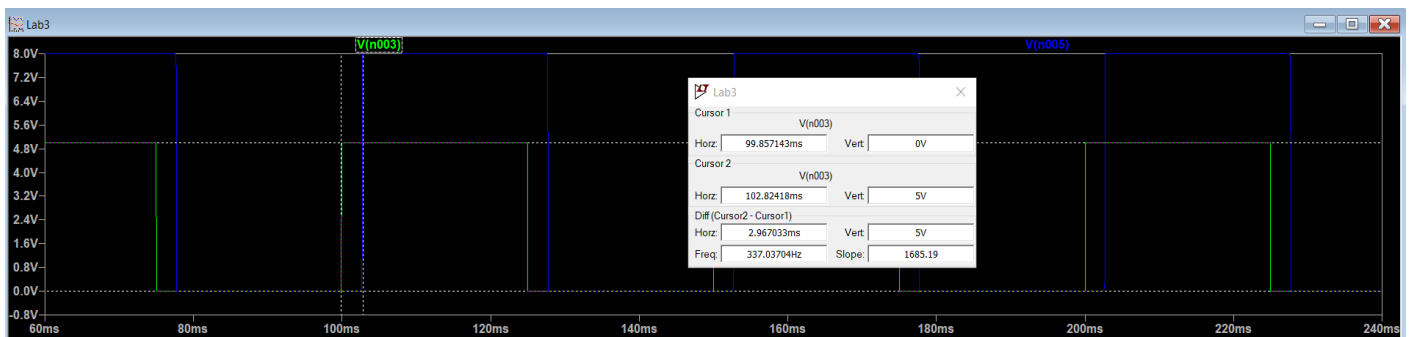 Lab3
V(n003) V(n005)
8.0V
7.2V
6.4V
5.6V
4.8V
4.0V
3.2V
2.4V
1.6V
0.8V
0.0V
-0.8V
60ms 80ms 100ms 120ms 140ms 160ms 180ms 200ms 220ms 240ms
Lab3
Cursor 1
V(n003)
Horz: 99.857143ms Vert: 0V
Cursor 2
V(n003)
Horz: 102.82418ms Vert: 5V
Diff (Cursor2 - Cursor1)
Horz: 2.967033ms Vert: 5V
Freq: 337.03704Hz Slope: 1685.19